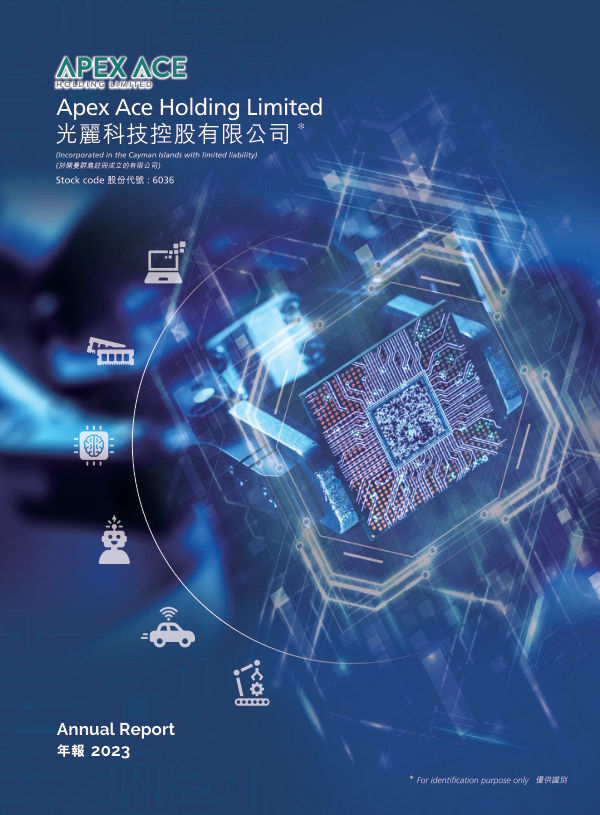 APEX ACE
HOLDING LIMITED
Apex Ace Holding Limited
光麗科技控股有限公司 *
(Incorporated in the Cayman Islands with limited liability)
(於開曼群島註冊成立的有限公司)
Stock code 股份代號 : 6036
Annual Report
年報 2023
* For identification purpose only 僅供識別